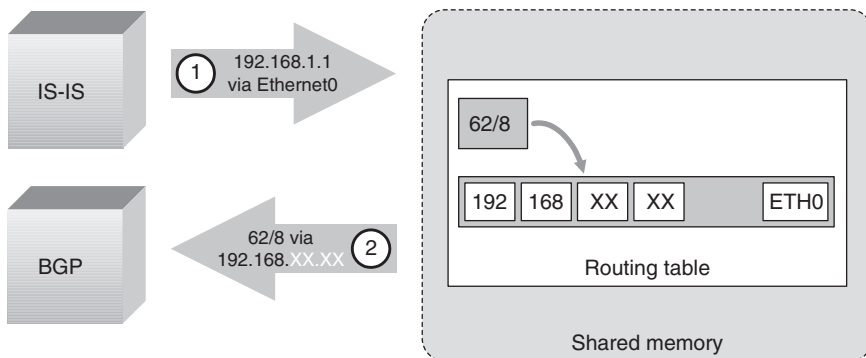 IS-IS
1
192.168.1.1
via Ethernet0
BGP
62/8 via
192.168.XX.XX
2
62/8
192 168 XX XX ETH0
Routing table
Shared memory